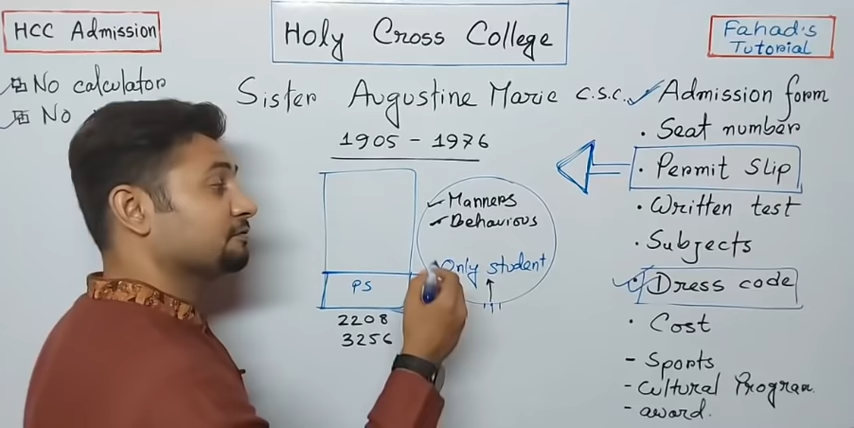 HCC Admission
Holy Cross College
Fahad's
Tutorial
No calculator
No
Sister Augustine Marie c.s.c.
1905 - 1976
Manners
Behaviours
Only student
PS
2208
3256
Admission form
• Seat number
• Permit Slip
• Written test
• Subjects
• Dress code
• Cost
- Sports
- Cultural Program
- award.